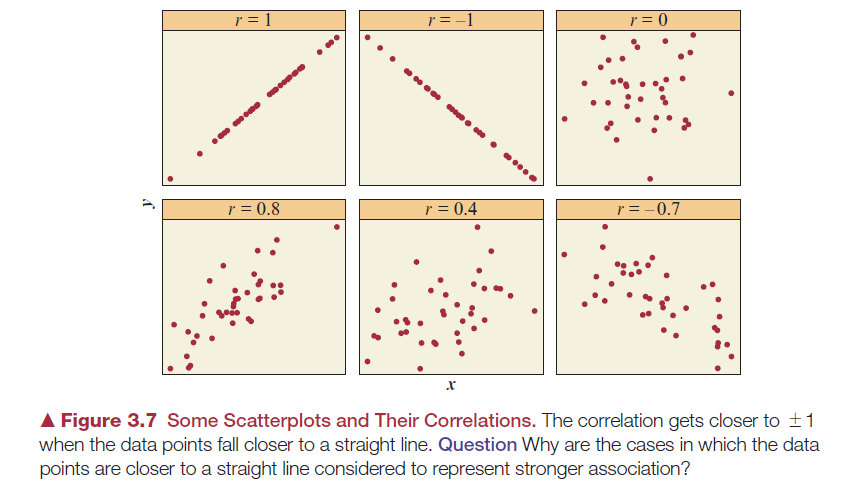 r = 1
r = –1
r = 0
y
r = 0.8
r = 0.4
r = –0.7
x
▲ Figure 3.7 Some Scatterplots and Their Correlations. The correlation gets closer to ±1
when the data points fall closer to a straight line. Question Why are the cases in which the data
points are closer to a straight line considered to represent stronger association?